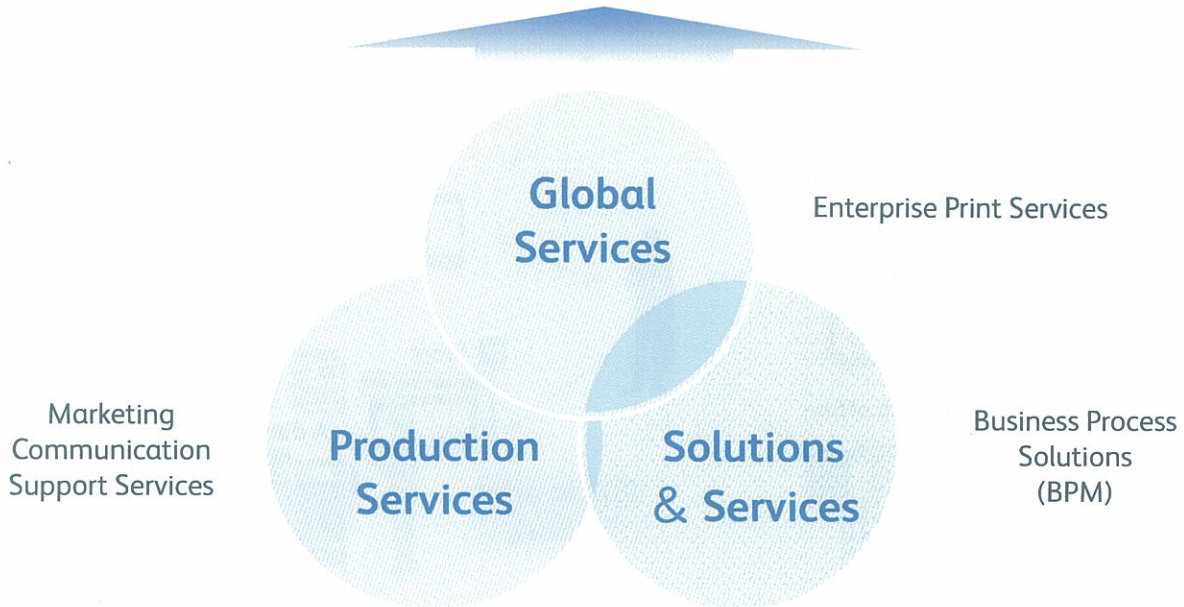 Global
Services
Enterprise Print Services
Marketing
Communication
Support Services
Production
Services
Solutions
& Services
Business Process
Solutions
(BPM)